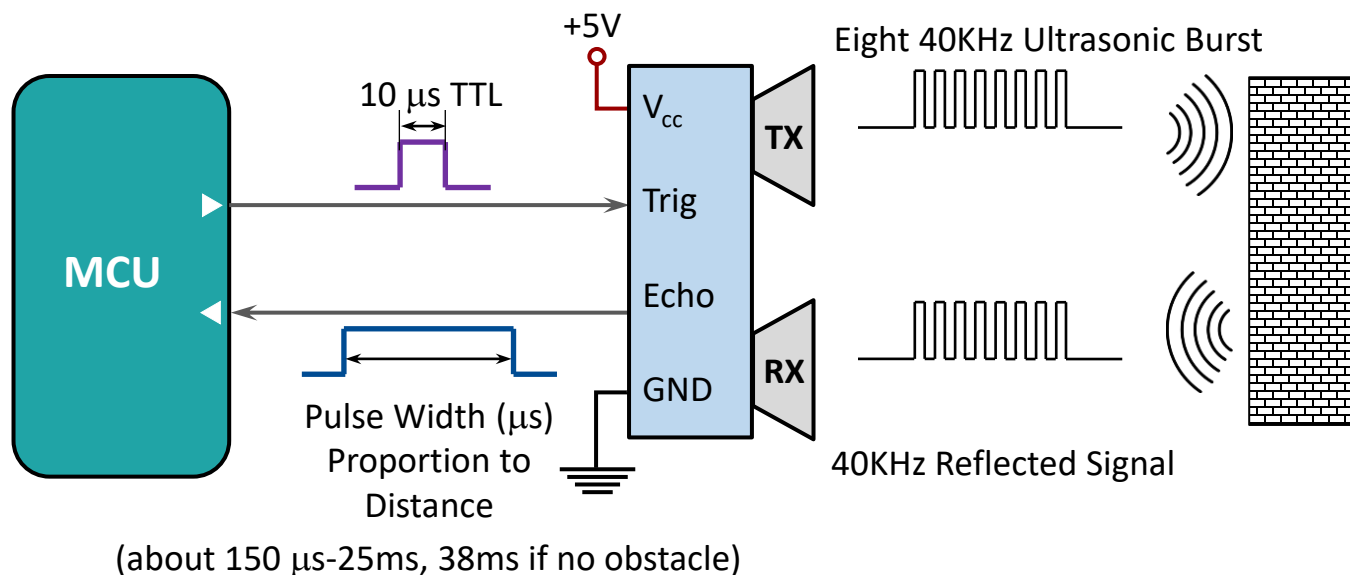 +5V
Eight 40KHz Ultrasonic Burst
10 μs TTL
Vcc
TX
Trig
MCU
Echo
RX
GND
Pulse Width (μs)
Proportion to
Distance
40KHz Reflected Signal
(about 150 μs-25ms, 38ms if no obstacle)